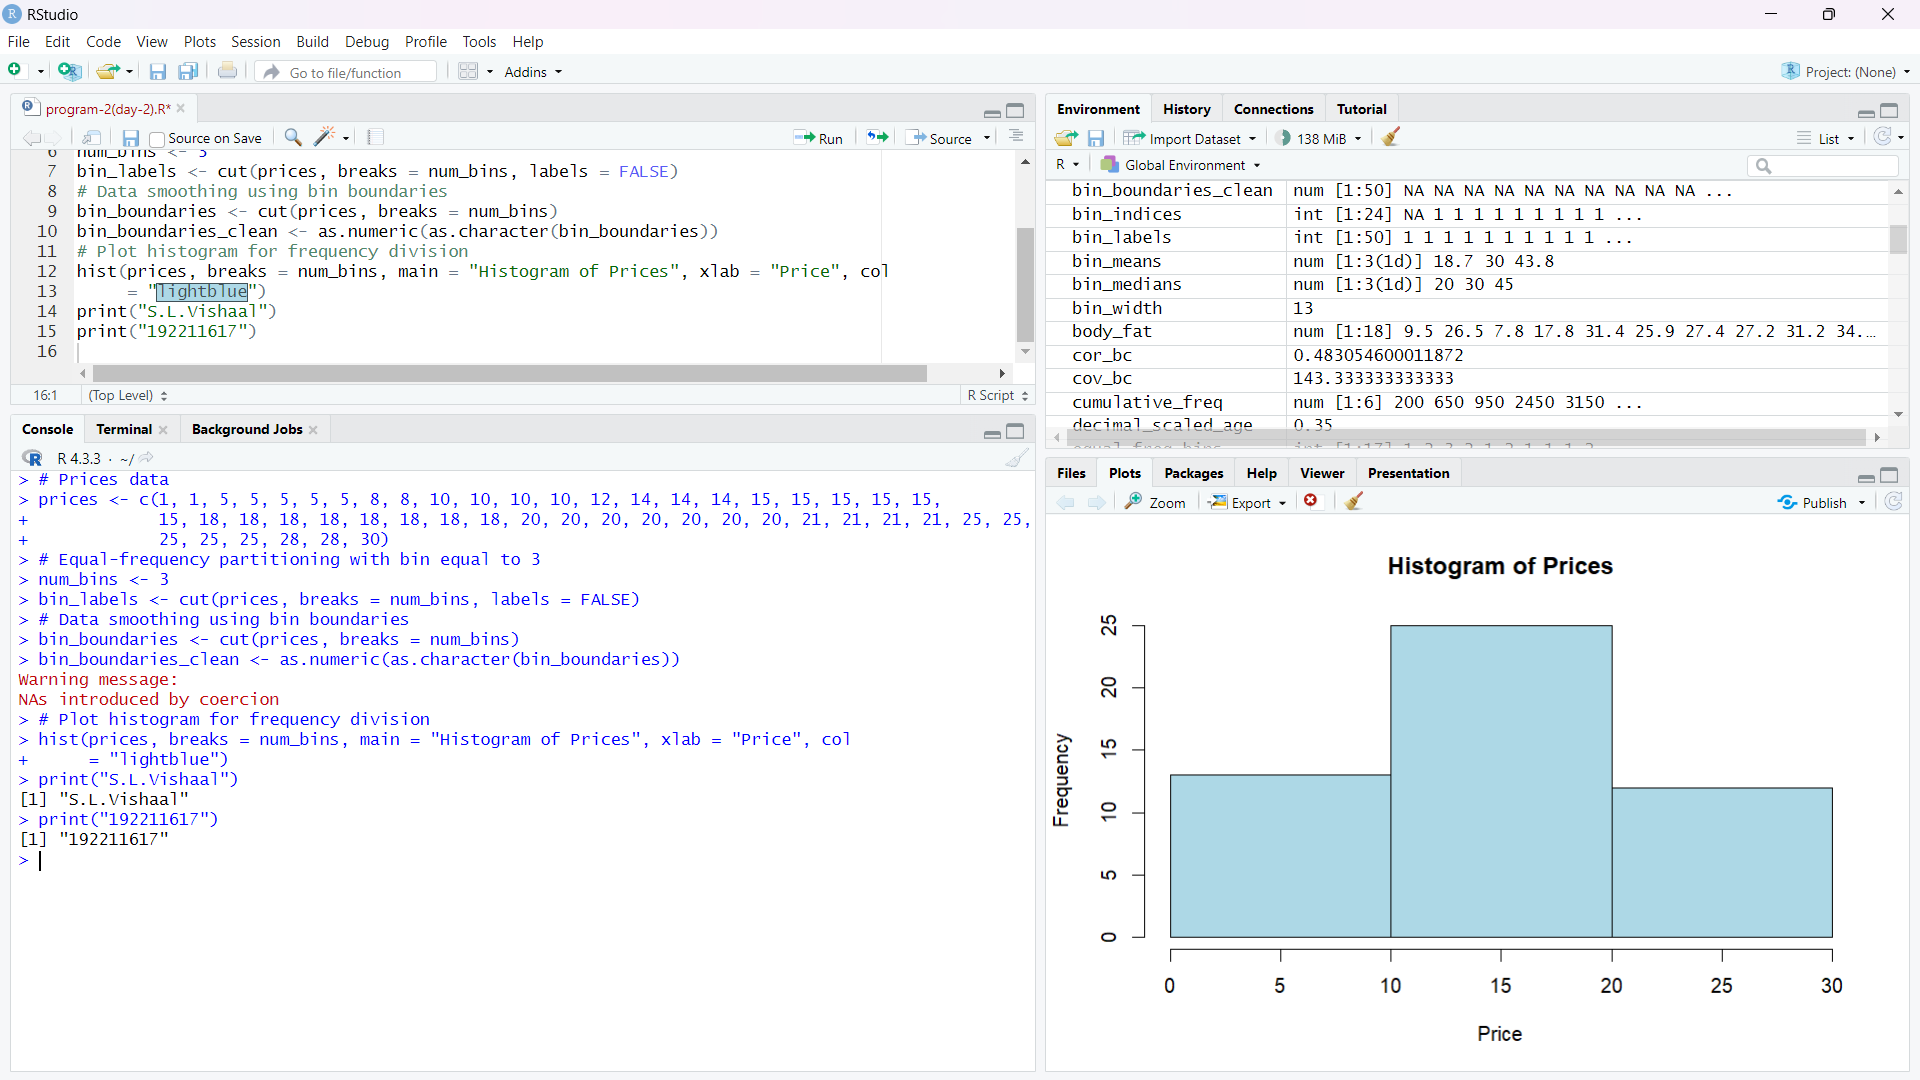 RStudio
File Edit Code View Plots Session Build Debug Profile Tools Help
Go to file/function Addins Project: (None)
program-2(day-2).R*
Source on Save Run Source
6 num_bins <- 3
7 bin_labels <- cut(prices, breaks = num_bins, labels = FALSE)
8 # Data smoothing using bin boundaries
9 bin_boundaries <- cut(prices, breaks = num_bins)
10 bin_boundaries_clean <- as.numeric(as.character(bin_boundaries))
11 # Plot histogram for frequency division
12 hist(prices, breaks = num_bins, main = "Histogram of Prices", xlab = "Price", col
13 = "lightblue")
14 print("S.L.Vishaal")
15 print("192211617")
16
16:1 (Top Level) R Script
Console Terminal Background Jobs
R 4.3.3 · ~/
> # Prices data
> prices <- c(1, 1, 5, 5, 5, 5, 5, 8, 8, 10, 10, 10, 10, 12, 14, 14, 14, 15, 15, 15, 15, 15,
+ 15, 18, 18, 18, 18, 18, 18, 18, 18, 20, 20, 20, 20, 20, 20, 20, 21, 21, 21, 21, 25, 25,
+ 25, 25, 25, 28, 28, 30)
> # Equal-frequency partitioning with bin equal to 3
> num_bins <- 3
> bin_labels <- cut(prices, breaks = num_bins, labels = FALSE)
> # Data smoothing using bin boundaries
> bin_boundaries <- cut(prices, breaks = num_bins)
> bin_boundaries_clean <- as.numeric(as.character(bin_boundaries))
Warning message:
NAs introduced by coercion
> # Plot histogram for frequency division
> hist(prices, breaks = num_bins, main = "Histogram of Prices", xlab = "Price", col
+ = "lightblue")
> print("S.L.Vishaal")
[1] "S.L.Vishaal"
> print("192211617")
[1] "192211617"
>
Environment History Connections Tutorial
Import Dataset 138 MiB List
R Global Environment
bin_boundaries_clean num [1:50] NA NA NA NA NA NA NA NA NA NA ...
bin_indices int [1:24] NA 1 1 1 1 1 1 1 1 1 ...
bin_labels int [1:50] 1 1 1 1 1 1 1 1 1 1 ...
bin_means num [1:3(1d)] 18.7 30 43.8
bin_medians num [1:3(1d)] 20 30 45
bin_width 13
body_fat num [1:18] 9.5 26.5 7.8 17.8 31.4 25.9 27.4 27.2 31.2 34....
cor_bc 0.483054600011872
cov_bc 143.333333333333
cumulative_freq num [1:6] 200 650 950 2450 3150 ...
decimal_scaled_age 0.35
Files Plots Packages Help Viewer Presentation
Zoom Export Publish
Histogram of Prices
Frequency
25
20
15
10
5
0
0 5 10 15 20 25 30
Price